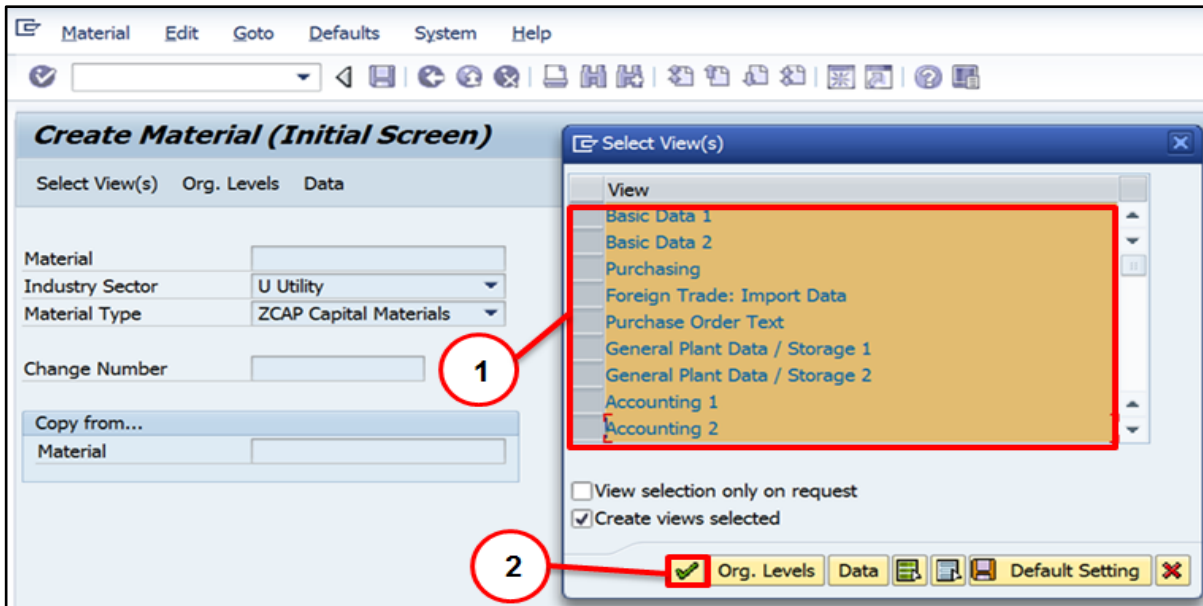 Material Edit Goto Defaults System Help
Create Material (Initial Screen)
Select View(s) Org. Levels Data
Material
Industry Sector U Utility
Material Type ZCAP Capital Materials
Change Number
Copy from...
Material
Select View(s)
View
Basic Data 1
Basic Data 2
Purchasing
Foreign Trade: Import Data
Purchase Order Text
General Plant Data / Storage 1
General Plant Data / Storage 2
Accounting 1
Accounting 2
1
View selection only on request
Create views selected
2
Org. Levels Data Default Setting